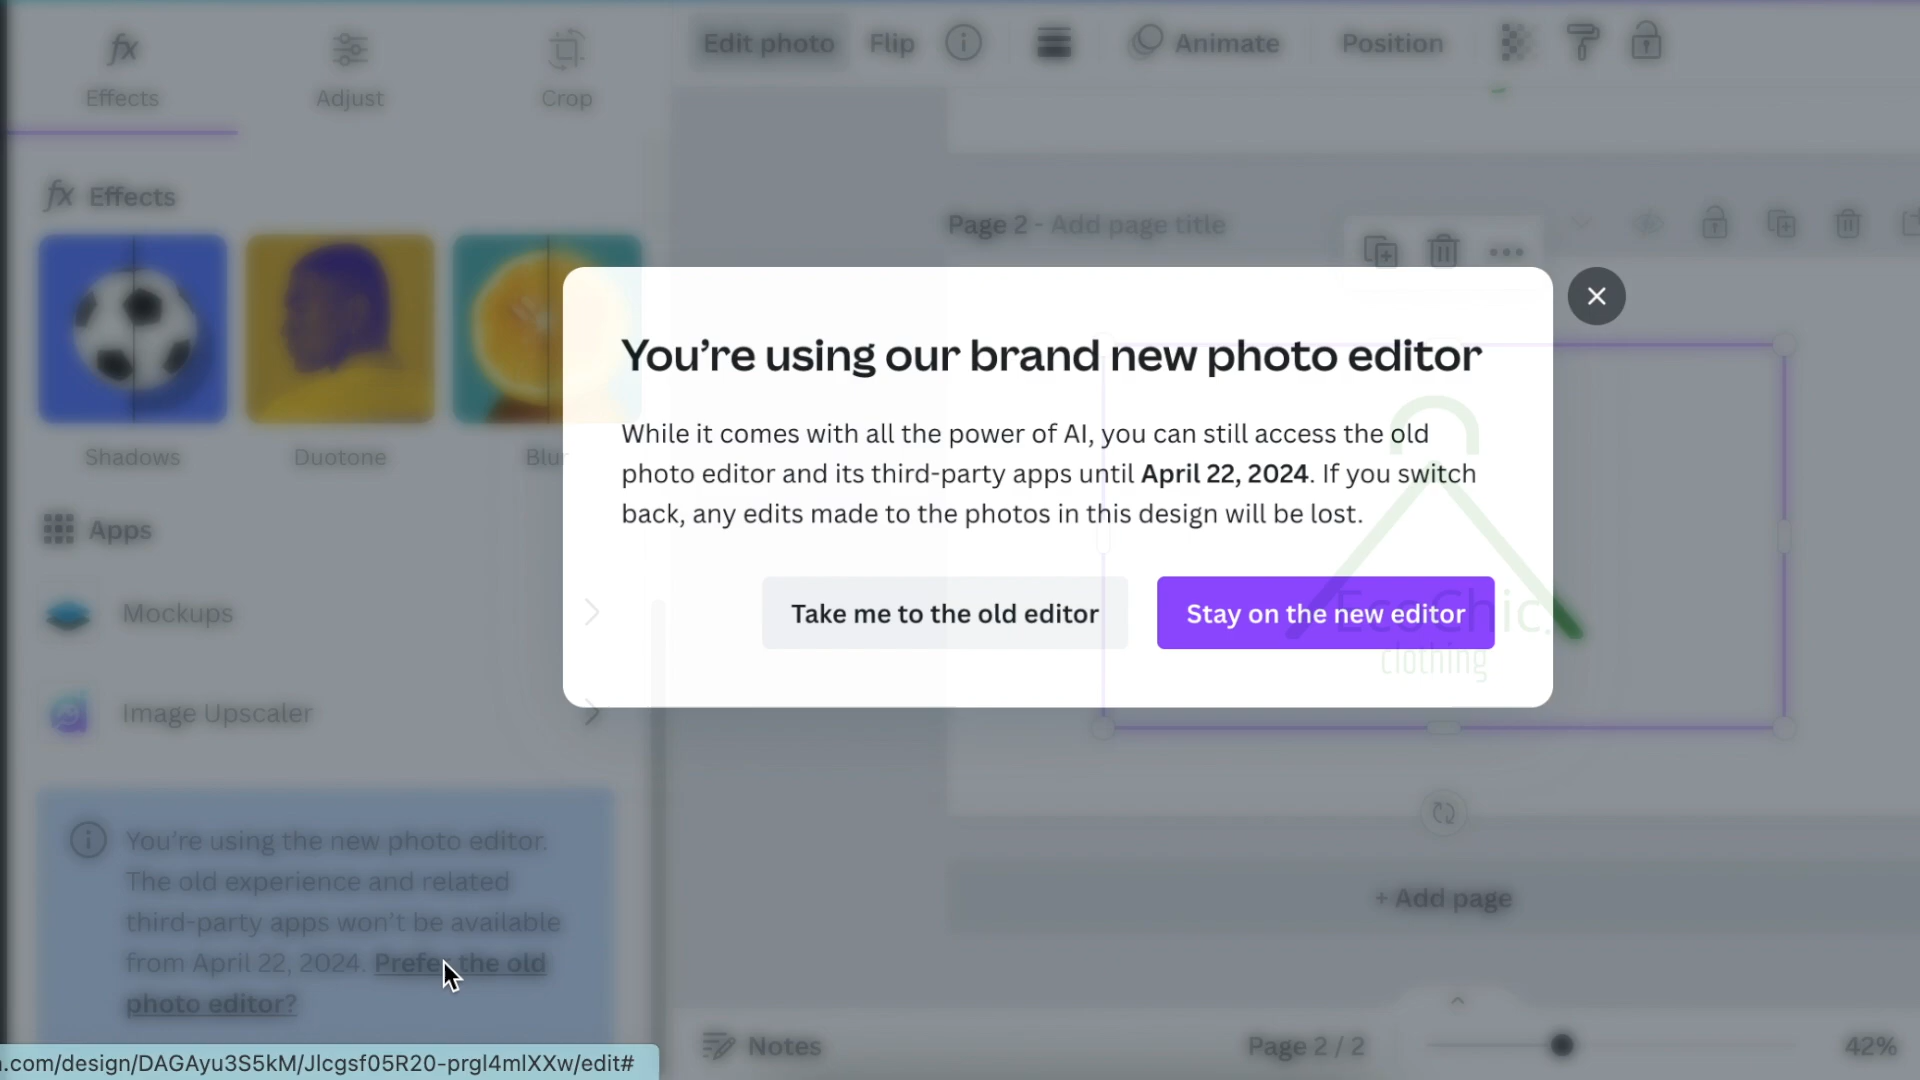 Effects
Adjust
Crop
Edit photo
Flip
Animate
Position
fx Effects
Shadows
Duotone
Blur
Apps
Mockups
Image Upscaler
You're using the new photo editor.
The old experience and related
third-party apps won't be available
from April 22, 2024. Prefer the old
photo editor?
Page 2 - Add page title
You're using our brand new photo editor
While it comes with all the power of AI, you can still access the old
photo editor and its third-party apps until April 22, 2024. If you switch
back, any edits made to the photos in this design will be lost.
Take me to the old editor
Stay on the new editor
EcoChic.
clothing
+ Add page
Notes
Page 2 / 2
42%
.com/design/DAGAyu3S5kM/Jlcgsf05R20-prgl4mlXXw/edit#